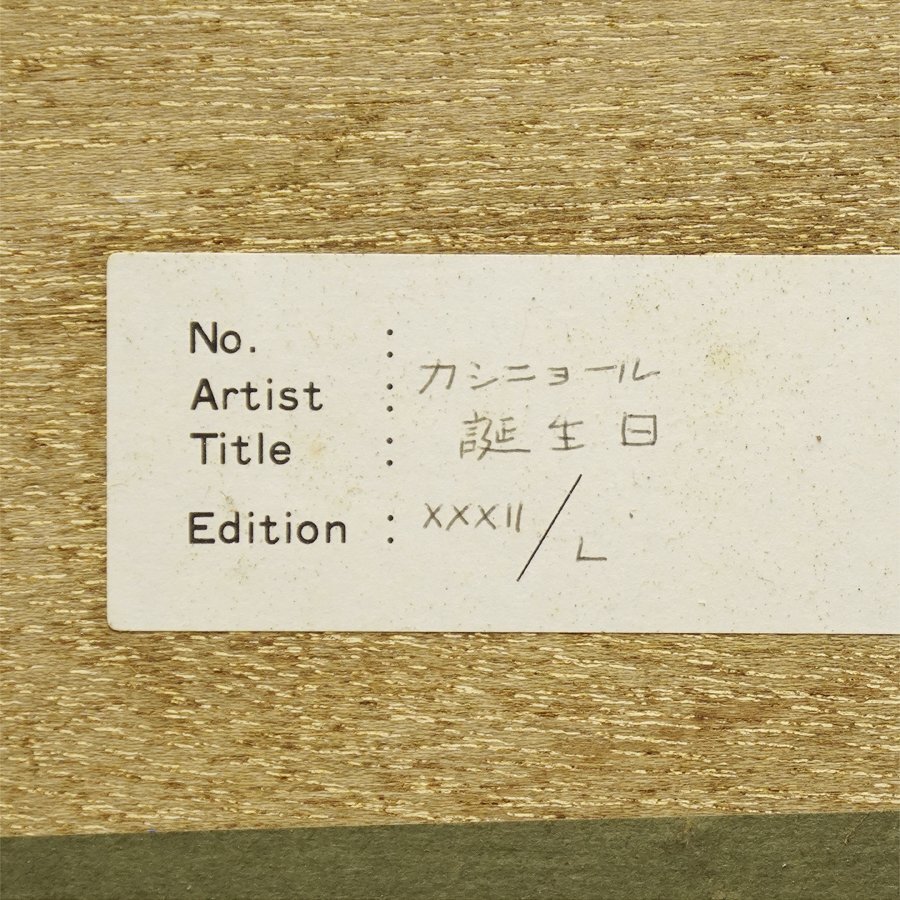 No. :
Artist : カシニョール
Title : 誕生日
Edition : XXXII/L